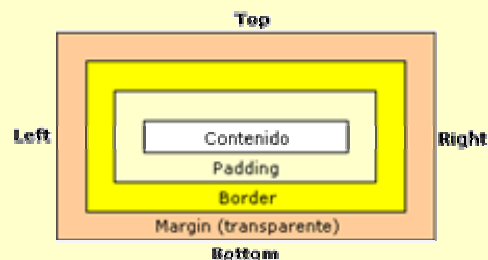 Top
Left
Right
Contenido
Padding
Border
Margin (transparente)
Bottom